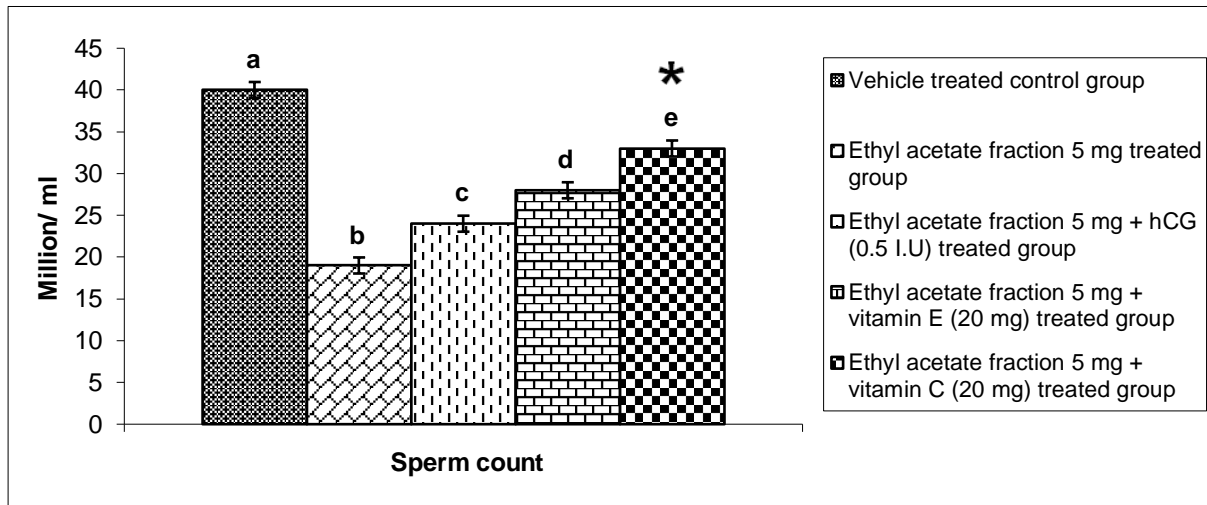 45
40
35
30
25
20
15
10
5
0
Million/ ml
a
b
c
d
*
e
Sperm count
Vehicle treated control group
Ethyl acetate fraction 5 mg treated
group
Ethyl acetate fraction 5 mg + hCG
(0.5 I.U) treated group
Ethyl acetate fraction 5 mg +
vitamin E (20 mg) treated group
Ethyl acetate fraction 5 mg +
vitamin C (20 mg) treated group